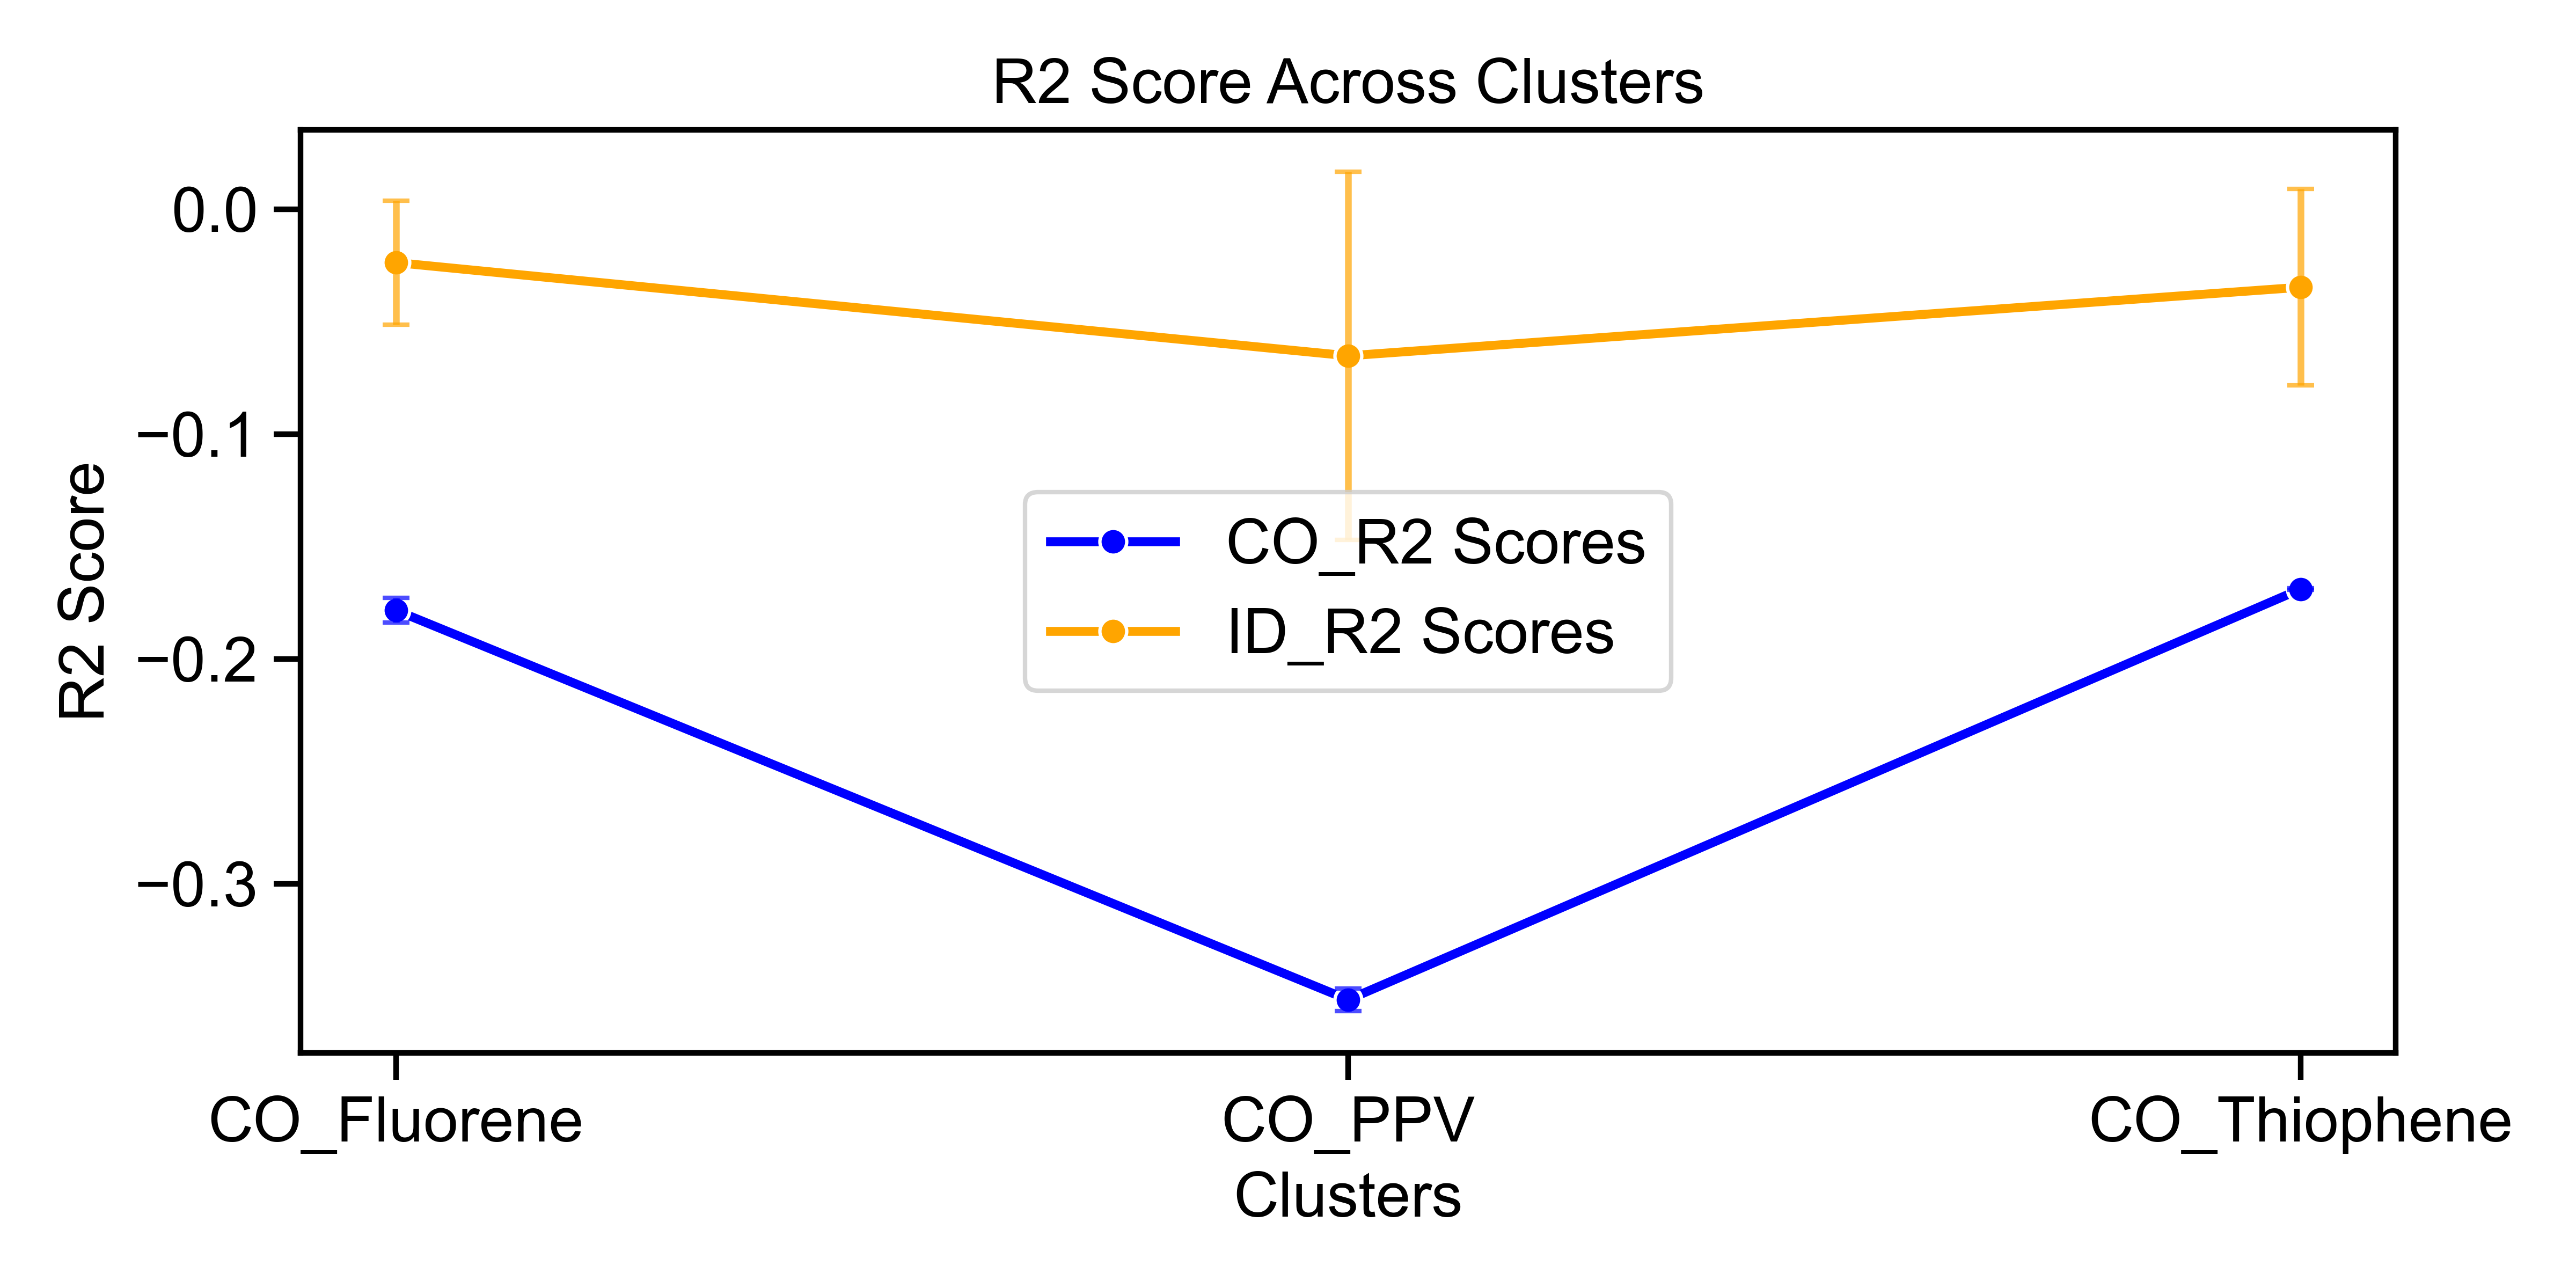 R2 Score Across Clusters
R2 Score
0.0
−0.1
−0.2
−0.3
CO_R2 Scores
ID_R2 Scores
CO_Fluorene
CO_PPV
CO_Thiophene
Clusters